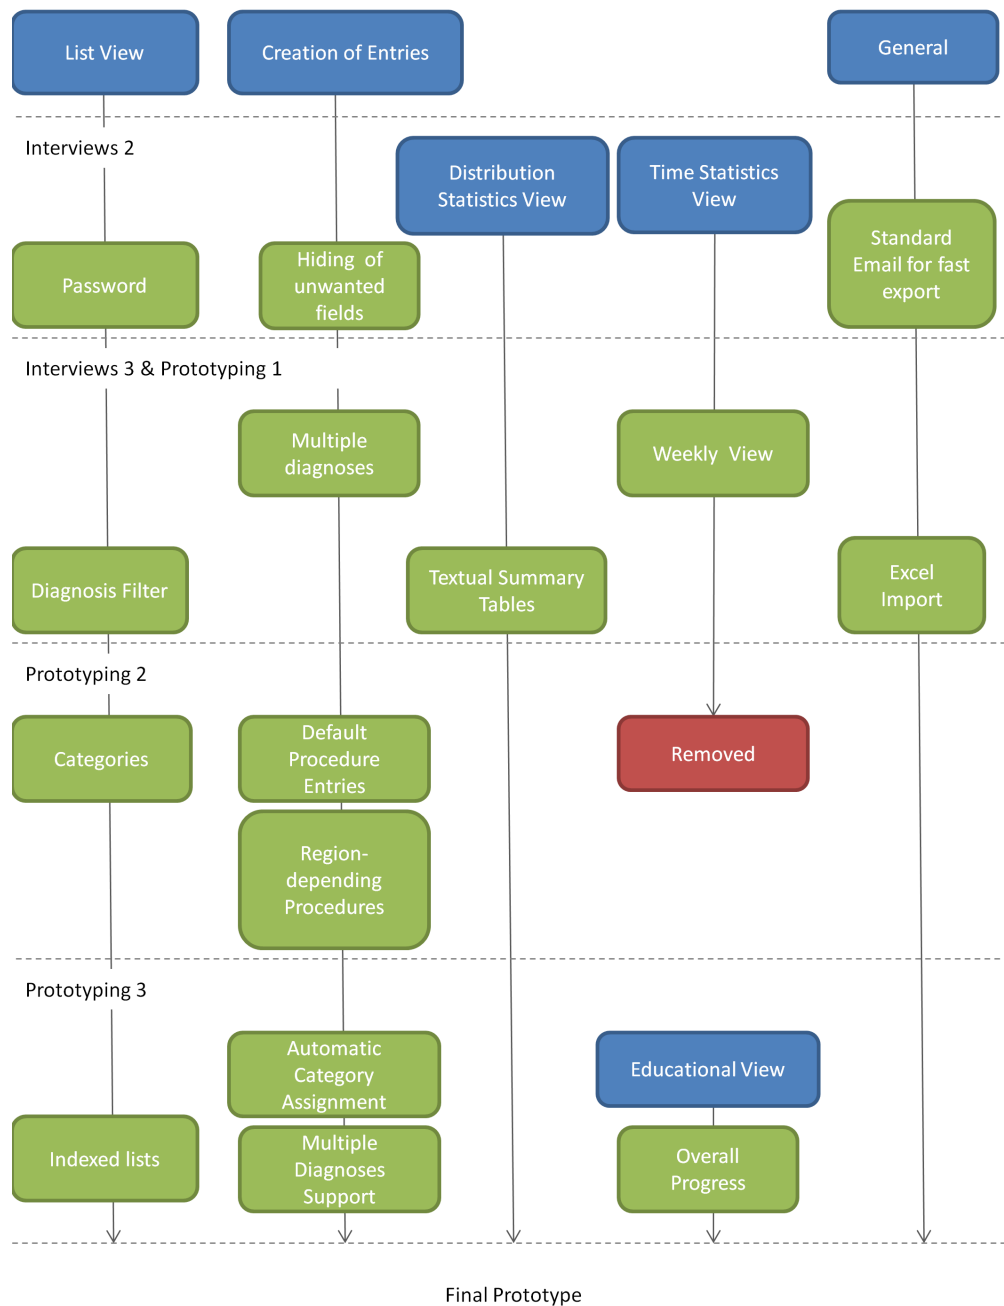 List View
Creation of Entries
General
Interviews 2
Distribution
Statistics View
Time Statistics
View
Standard
Email for fast
export
Password
Hiding of
unwanted
fields
Interviews 3 & Prototyping 1
Multiple
diagnoses
Weekly View
Diagnosis Filter
Textual Summary
Tables
Excel
Import
Prototyping 2
Categories
Default
Procedure
Entries
Removed
Region-
depending
Procedures
Prototyping 3
Automatic
Category
Assignment
Educational View
Indexed lists
Multiple
Diagnoses
Support
Overall
Progress
Final Prototype